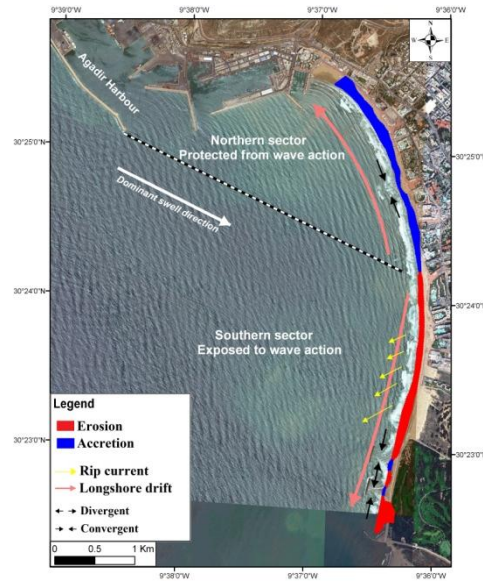 9°39'0"W
9°38'0"W
9°37'0"W
9°36'0"W
N
W
E
S
Agadir Harbour
30°25'0"N
30°25'0"N
Northern sector
Protected from wave action
Dominant swell direction
30°24'0"N
30°24'0"N
Southern sector
Exposed to wave action
30°23'0"N
30°23'0"N
Legend
Erosion
Accretion
Rip current
Longshore drift
Divergent
Convergent
0 0.5 1 Km
9°38'0"W
9°37'0"W
9°36'0"W